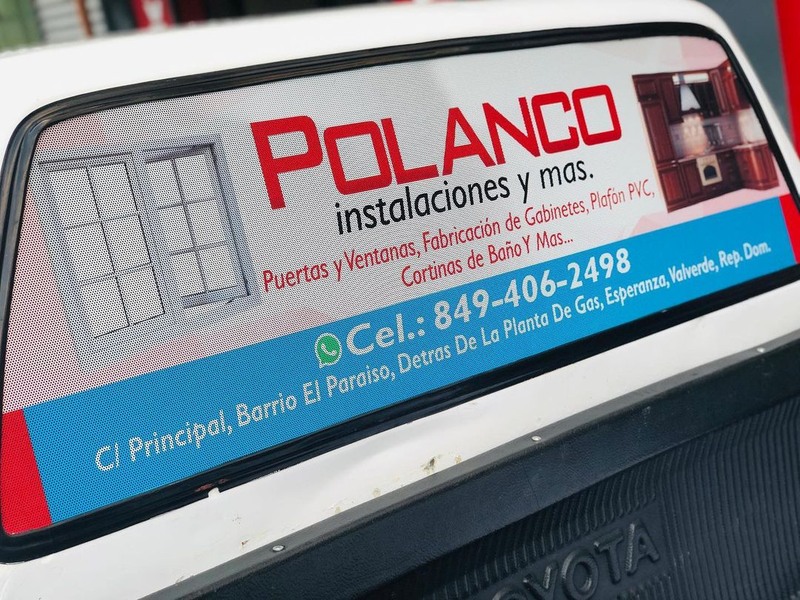 POLANCO
instalaciones y mas.
Puertas y Ventanas, Fabricación de Gabinetes, Plafón PVC,
Cortinas de Baño Y Mas...
Cel.: 849-406-2498
C/ Principal, Barrio El Paraiso, Detras De La Planta De Gas, Esperanza, Valverde, Rep. Dom.
TOYOTA